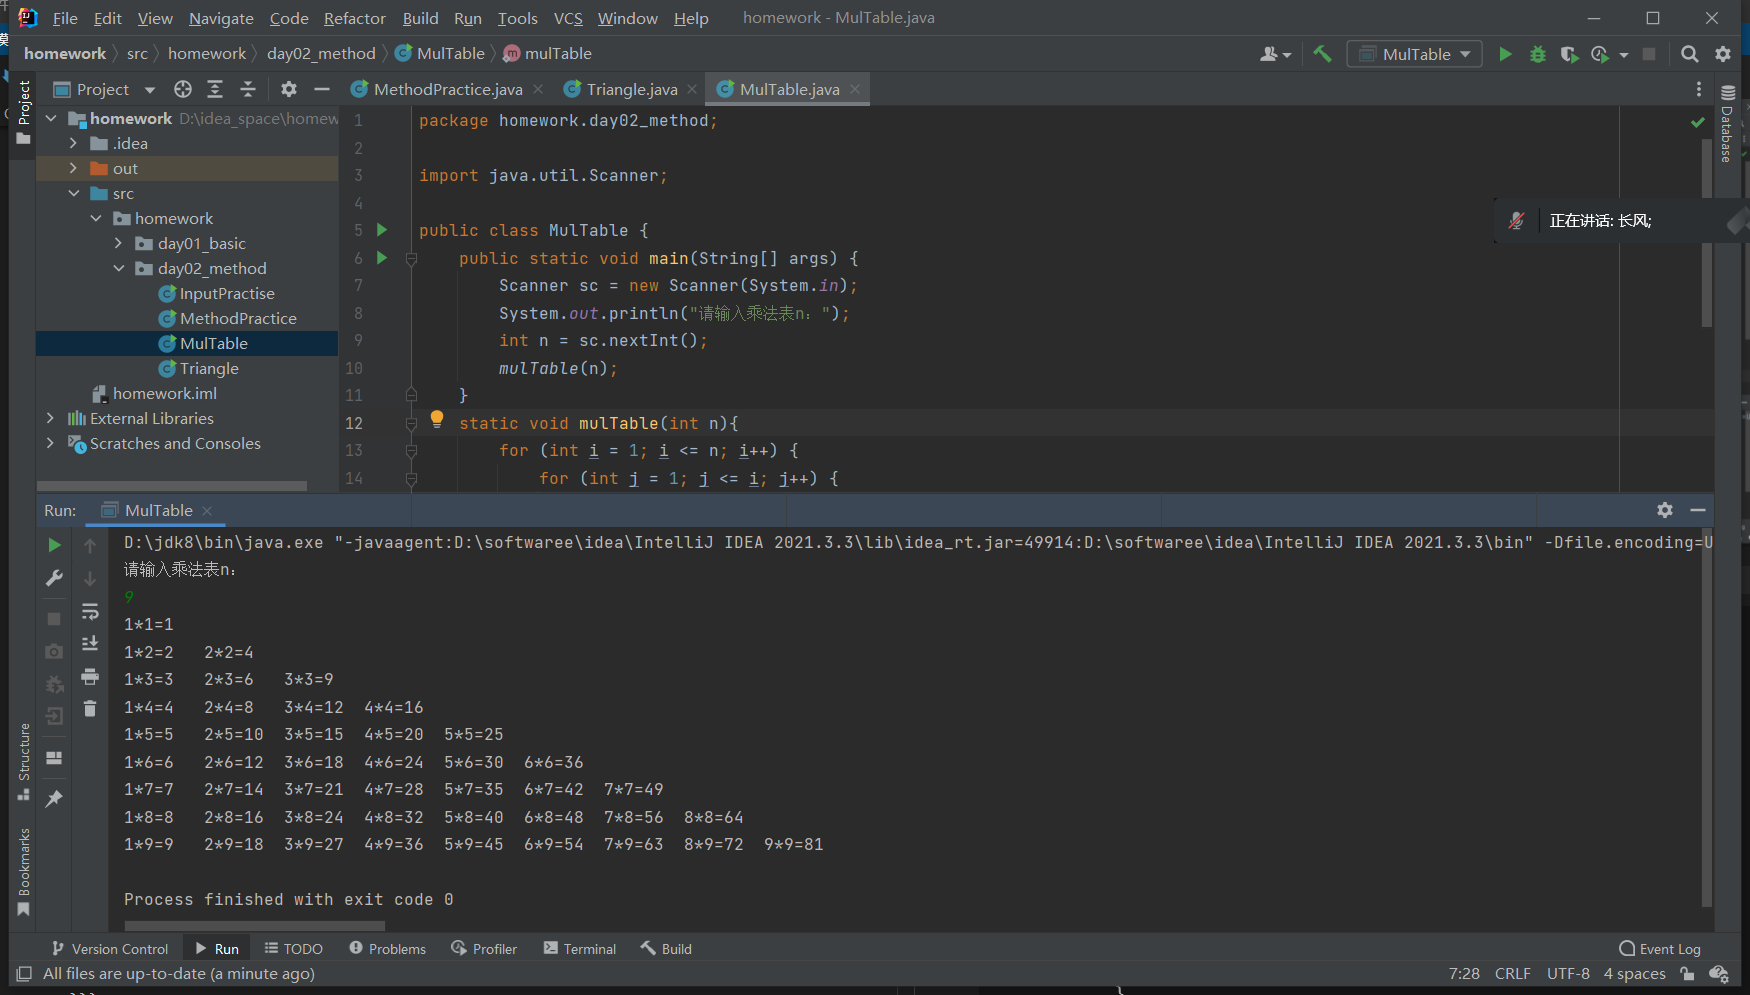 File Edit View Navigate Code Refactor Build Run Tools VCS Window Help homework - MulTable.java
homework src homework day02_method MulTable mulTable
MulTable
Project
MethodPractice.java Triangle.java MulTable.java
homework D:\idea_space\homew
.idea
out
src
homework
day01_basic
day02_method
InputPractise
MethodPractice
MulTable
Triangle
homework.iml
External Libraries
Scratches and Consoles
Project
Structure
Bookmarks
Database
1 package homework.day02_method;
2
3 import java.util.Scanner;
4
5 public class MulTable {
6 public static void main(String[] args) {
7 Scanner sc = new Scanner(System.in);
8 System.out.println("请输入乘法表n：");
9 int n = sc.nextInt();
10 mulTable(n);
11 }
12 static void mulTable(int n){
13 for (int i = 1; i <= n; i++) {
14 for (int j = 1; j <= i; j++) {
正在讲话: 长风;
Run: MulTable
D:\jdk8\bin\java.exe "-javaagent:D:\softwaree\idea\IntelliJ IDEA 2021.3.3\lib\idea_rt.jar=49914:D:\softwaree\idea\IntelliJ IDEA 2021.3.3\bin" -Dfile.encoding=U
请输入乘法表n：
9
1*1=1
1*2=2 2*2=4
1*3=3 2*3=6 3*3=9
1*4=4 2*4=8 3*4=12 4*4=16
1*5=5 2*5=10 3*5=15 4*5=20 5*5=25
1*6=6 2*6=12 3*6=18 4*6=24 5*6=30 6*6=36
1*7=7 2*7=14 3*7=21 4*7=28 5*7=35 6*7=42 7*7=49
1*8=8 2*8=16 3*8=24 4*8=32 5*8=40 6*8=48 7*8=56 8*8=64
1*9=9 2*9=18 3*9=27 4*9=36 5*9=45 6*9=54 7*9=63 8*9=72 9*9=81
Process finished with exit code 0
Version Control Run TODO Problems Profiler Terminal Build Event Log
All files are up-to-date (a minute ago) 7:28 CRLF UTF-8 4 spaces